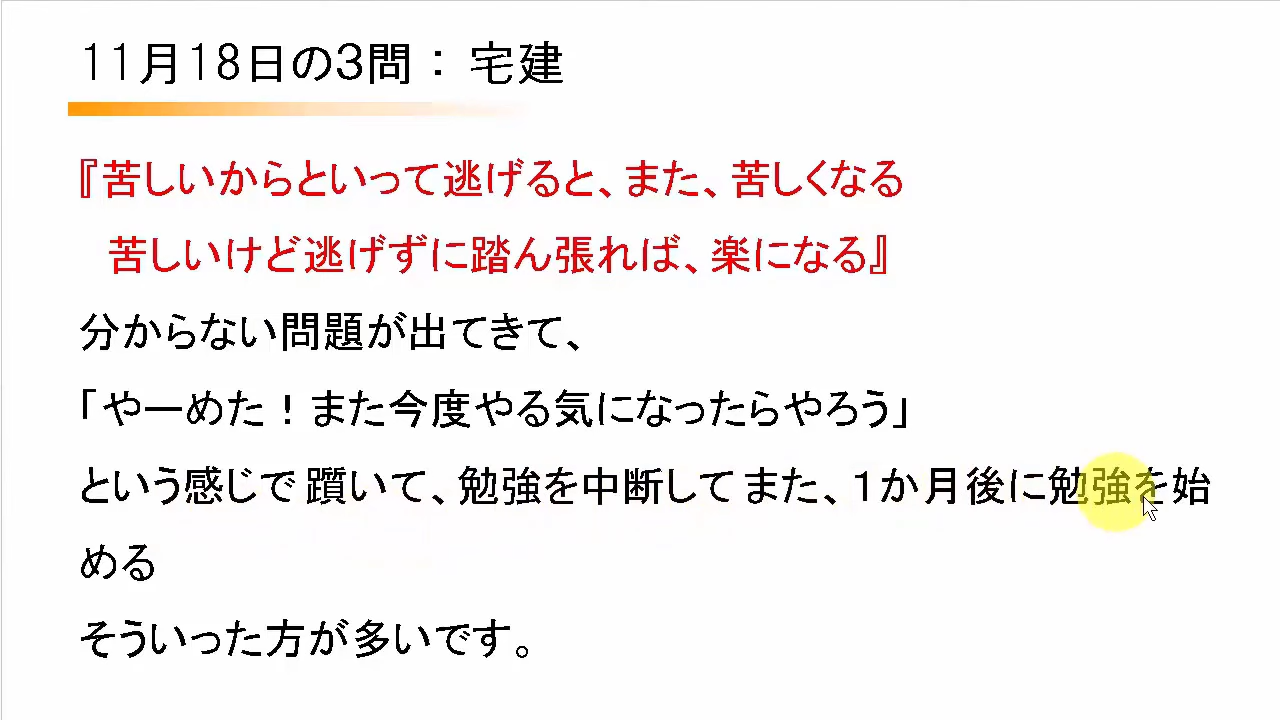 11月18日の3問：宅建
『苦しいからといって逃げると、また、苦しくなる
苦しいけど逃げずに踏ん張れば、楽になる』
分からない問題が出てきて、
「やーめた！また今度やる気になったらやろう」
という感じで躓いて、勉強を中断してまた、１か月後に勉強を始
める
そういった方が多いです。